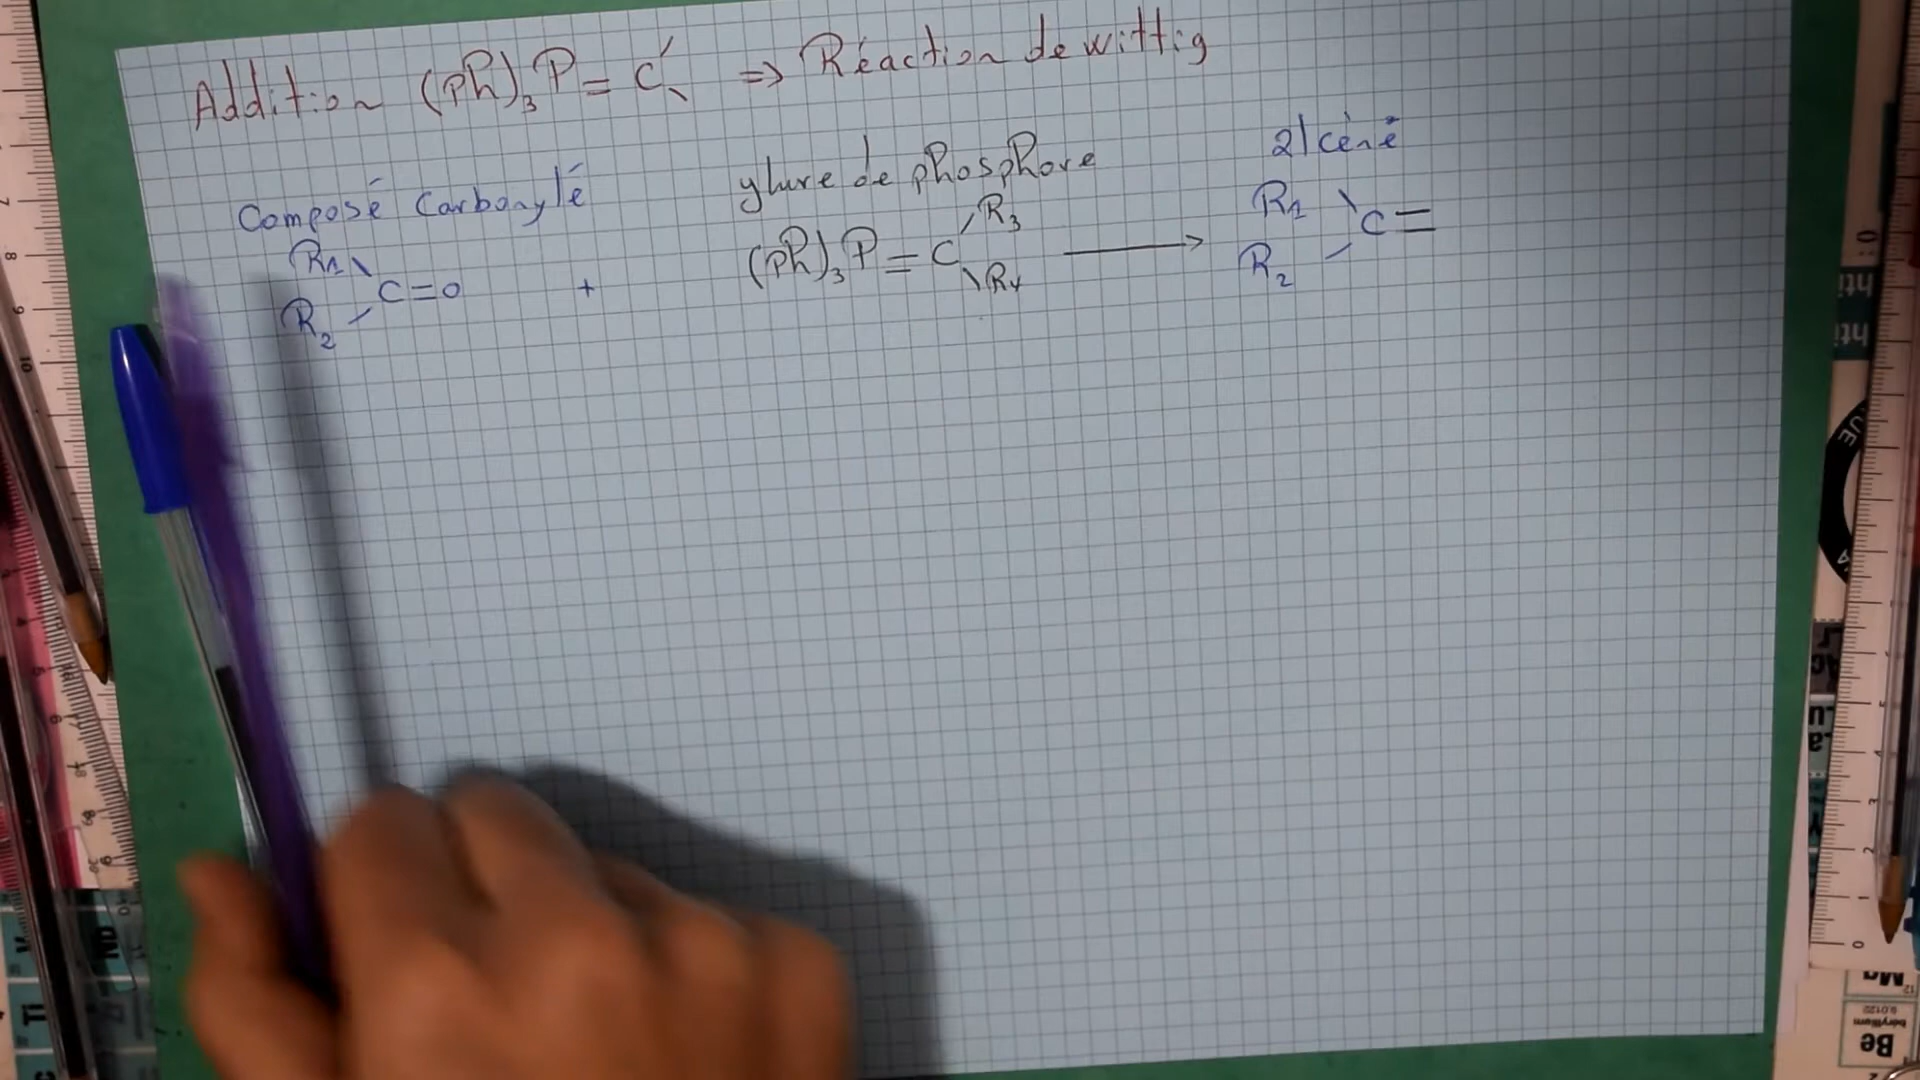 Addition (Ph)3P=C => Réaction de wittig
Composé Carbonylé
ylure de phosphore
alcène
R1
R2
C=O
+
(Ph)3P=C
R3
R4
R1
R2
C=